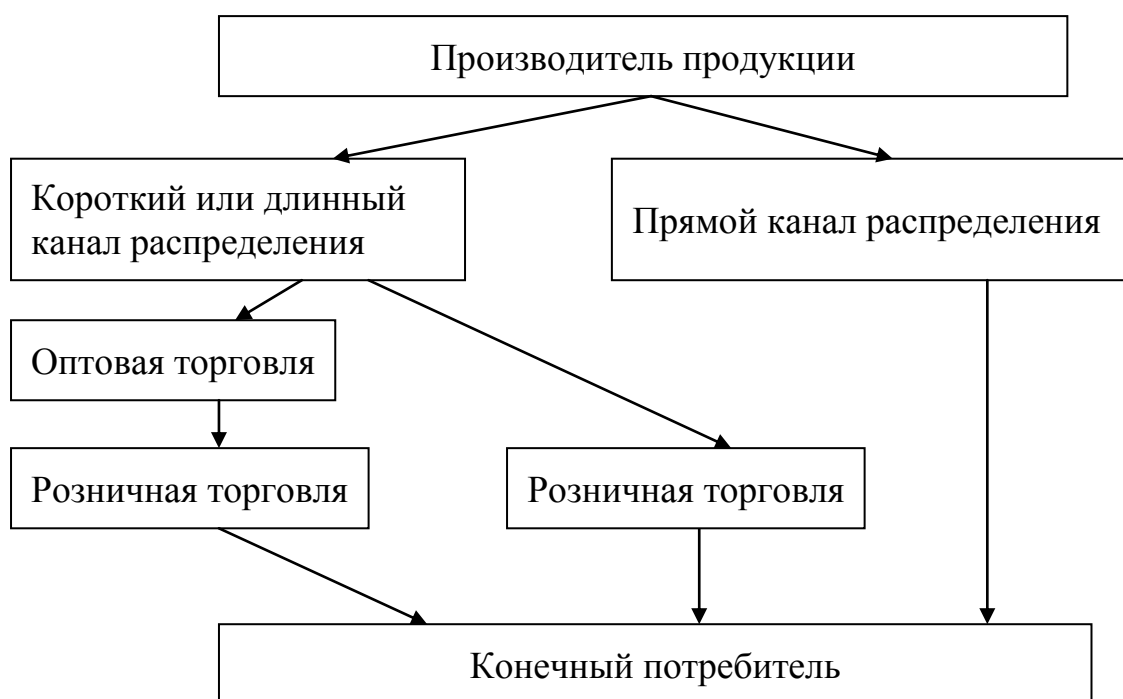 Производитель продукции
Короткий или длинный
канал распределения
Прямой канал распределения
Оптовая торговля
Розничная торговля
Розничная торговля
Конечный потребитель